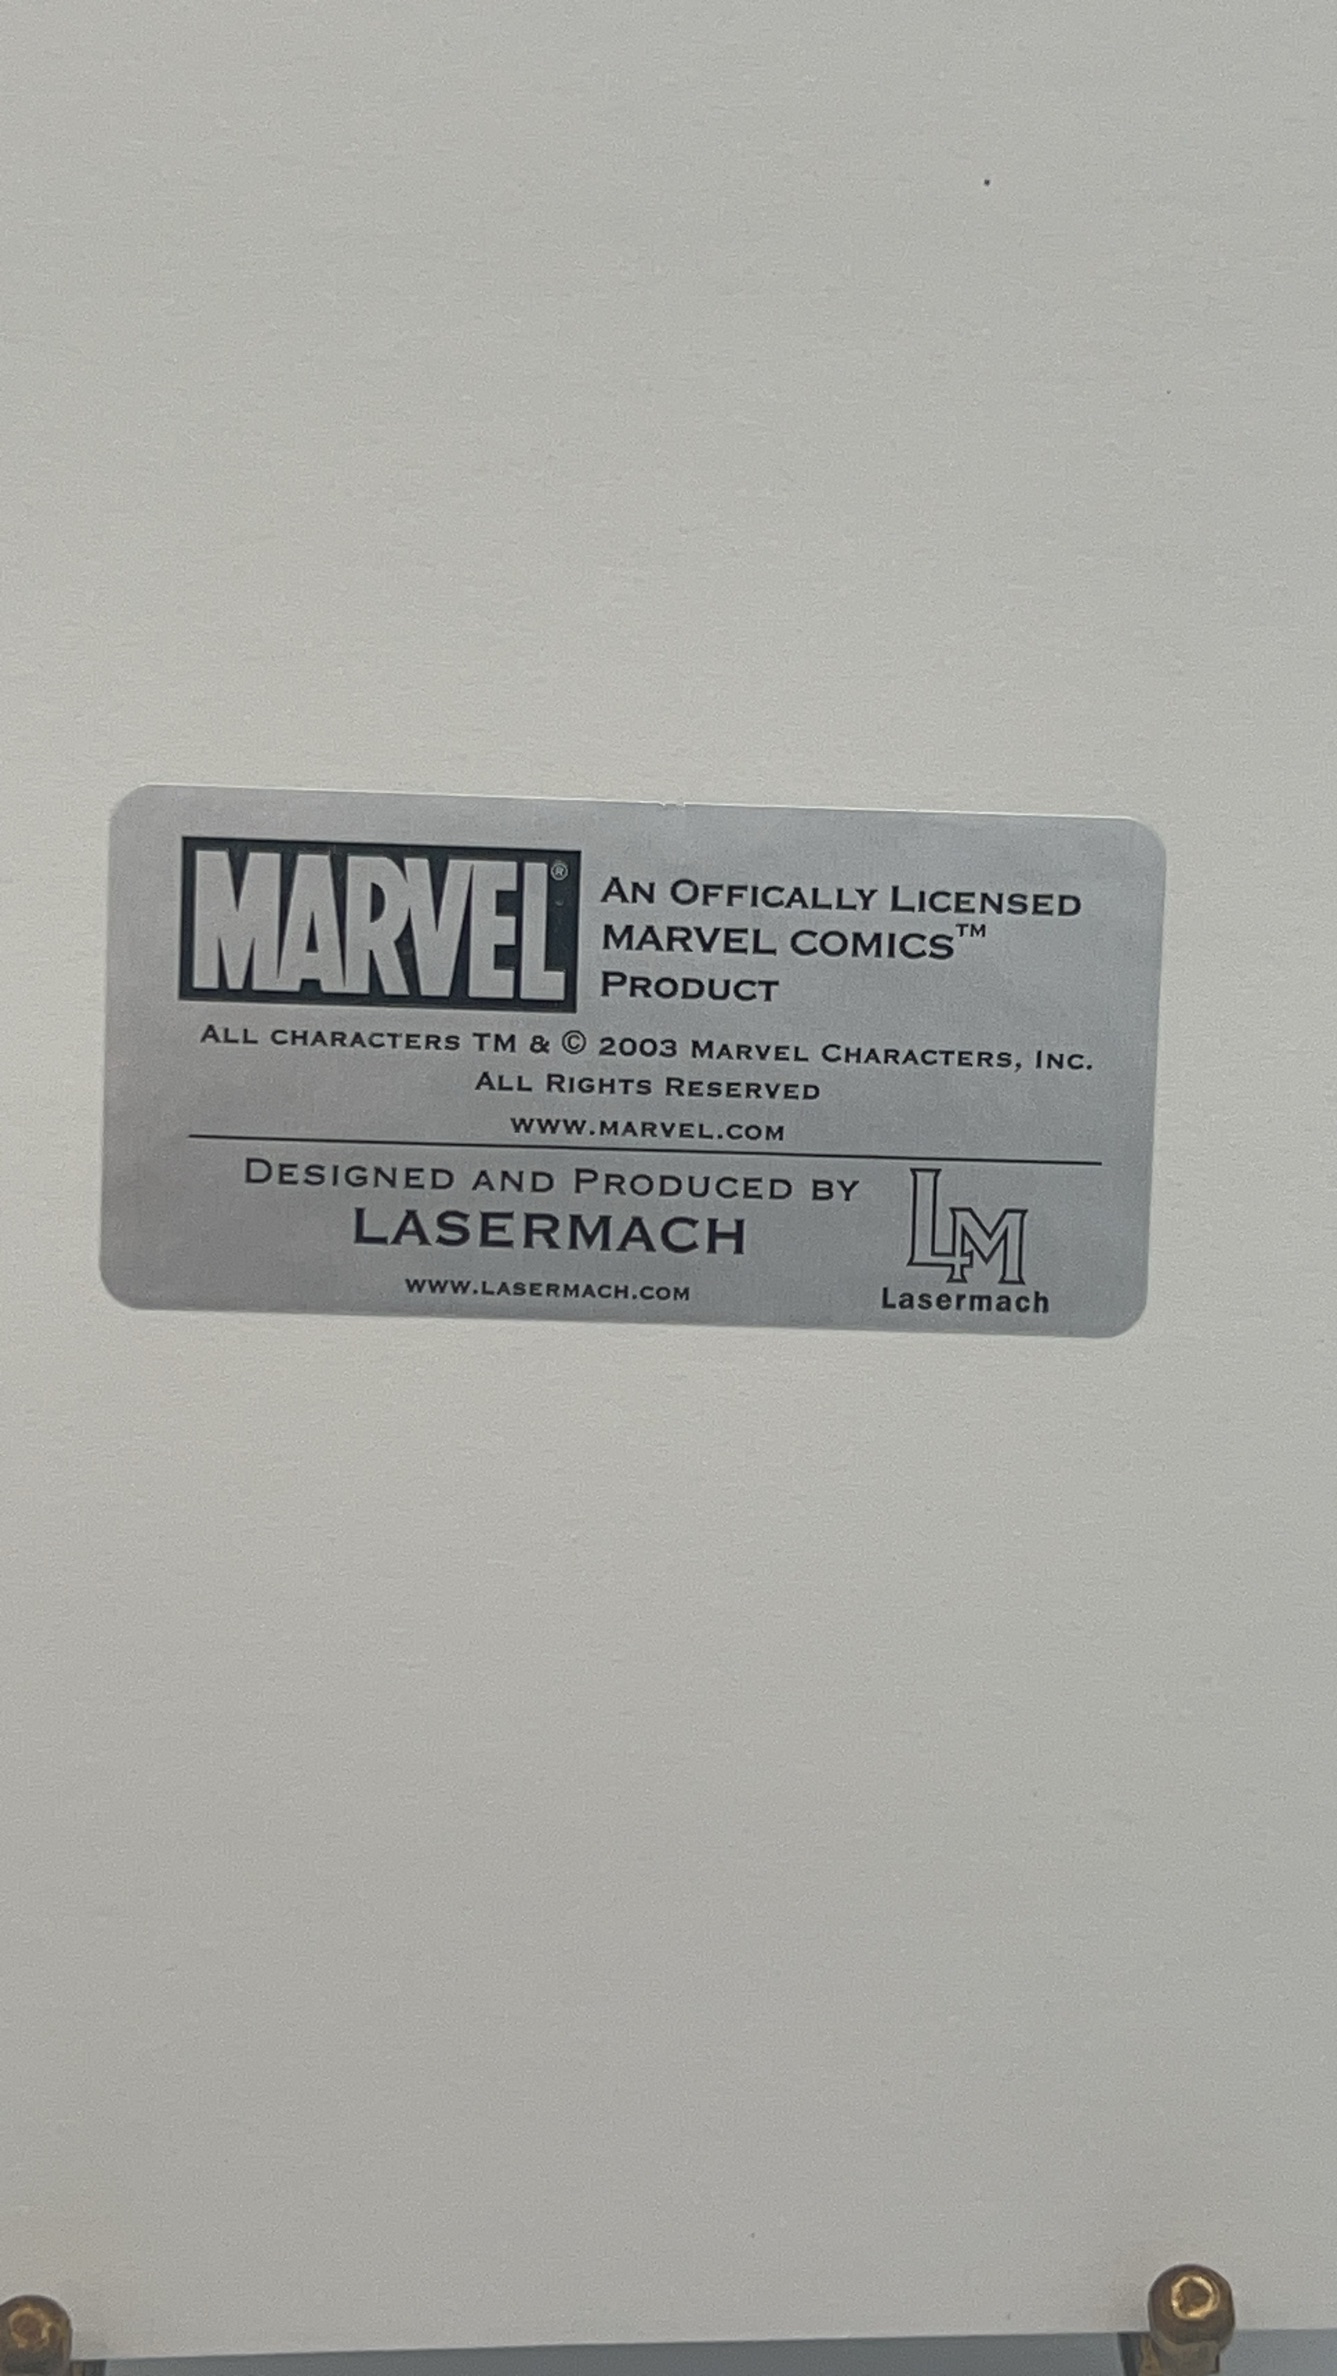 MARVEL®
AN OFFICALLY LICENSED
MARVEL COMICS™
PRODUCT
ALL CHARACTERS TM & © 2003 MARVEL CHARACTERS, INC.
ALL RIGHTS RESERVED
WWW.MARVEL.COM
DESIGNED AND PRODUCED BY
LASERMACH
WWW.LASERMACH.COM
LM
Lasermach